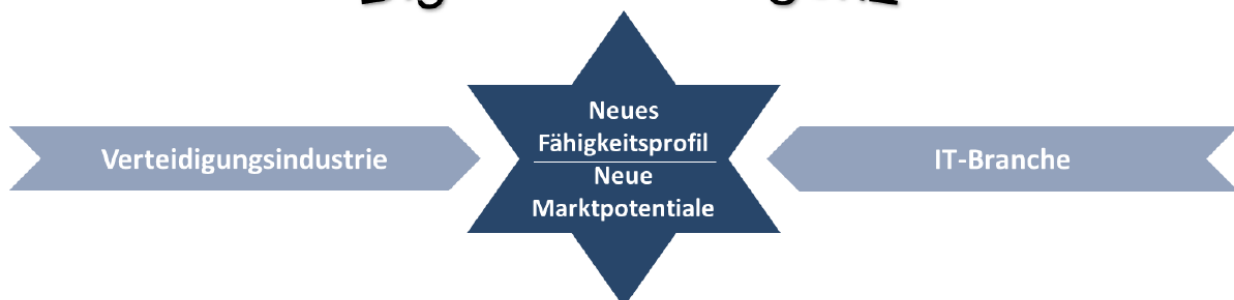 Verteidigungsindustrie
Neues
Fähigkeitsprofil
Neue
Marktpotentiale
IT-Branche